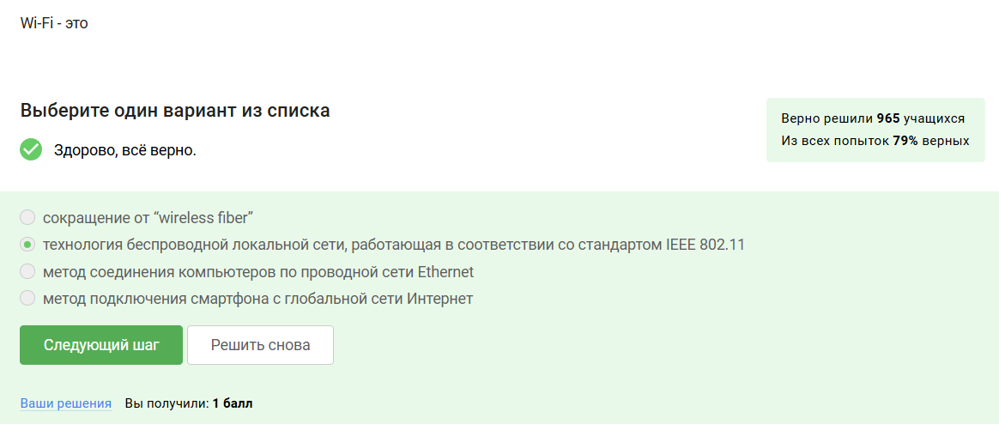 Wi-Fi - это
Выберите один вариант из списка
Здорово, всё верно.
Верно решили 965 учащихся
Из всех попыток 79% верных
сокращение от “wireless fiber”
технология беспроводной локальной сети, работающая в соответствии со стандартом IEEE 802.11
метод соединения компьютеров по проводной сети Ethernet
метод подключения смартфона с глобальной сети Интернет
Следующий шаг Решить снова
Ваши решения Вы получили: 1 балл